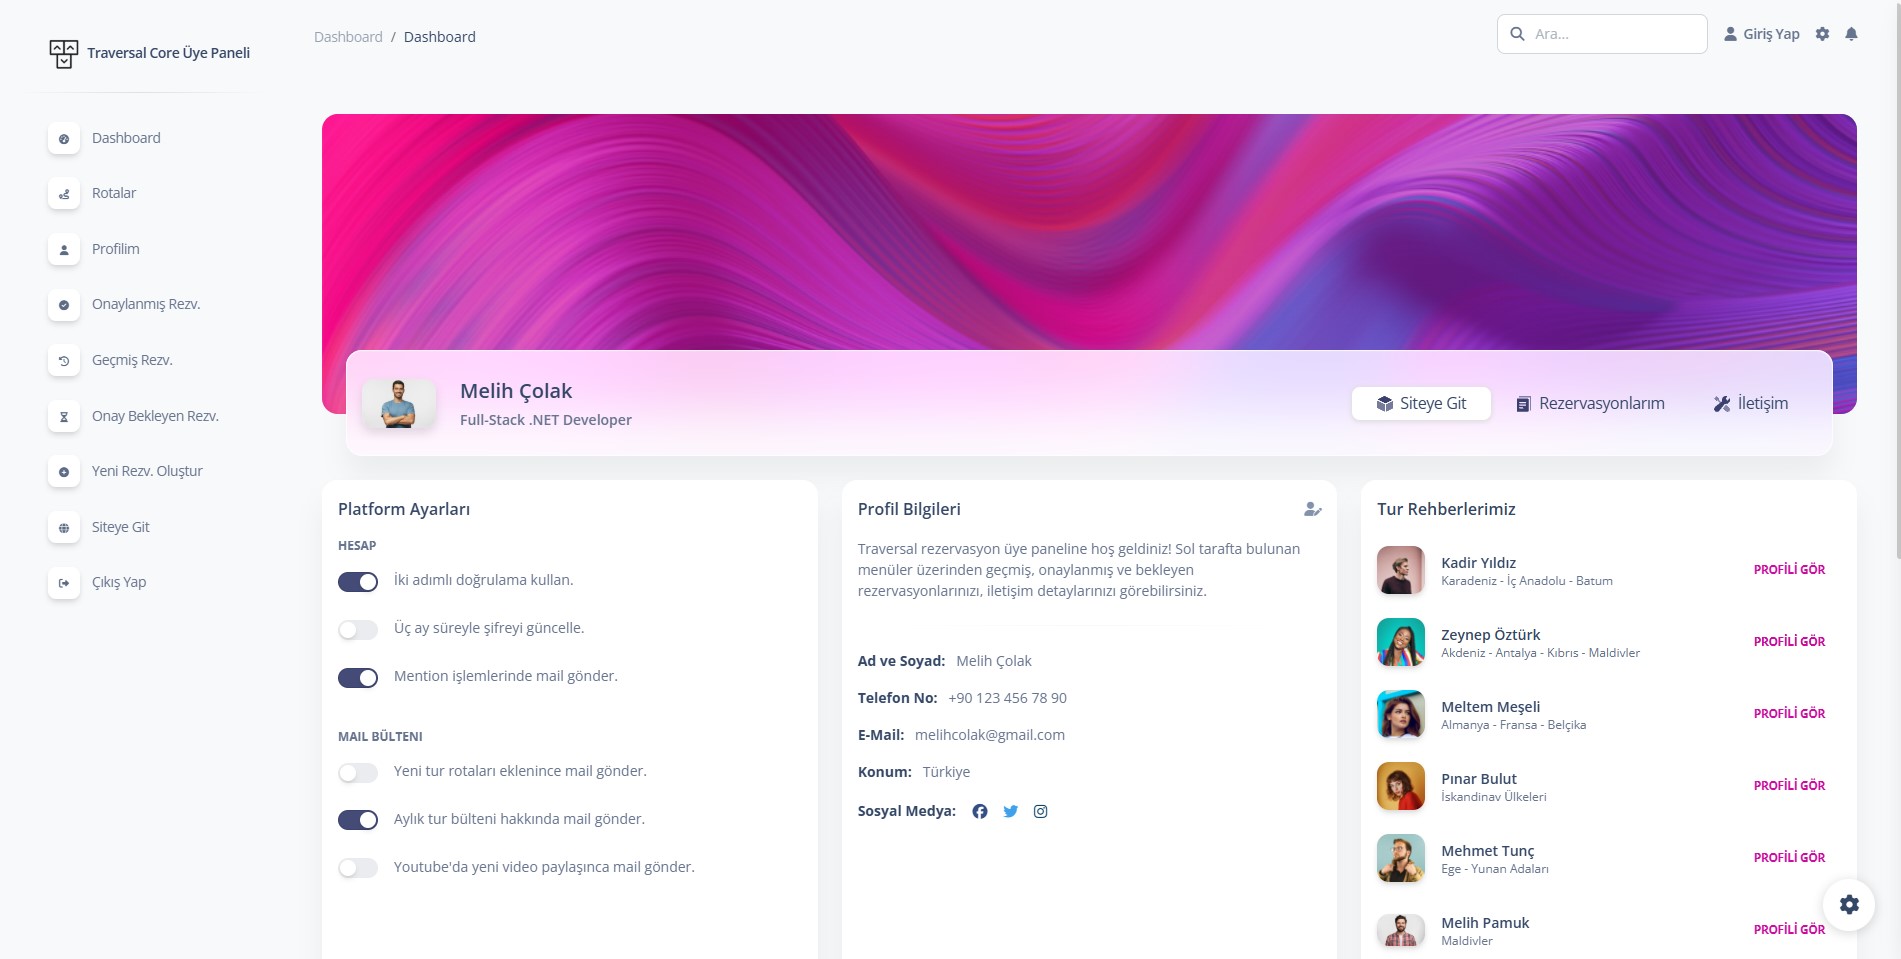 Traversal Core Üye Paneli
Dashboard
Rotalar
Profilim
Onaylanmış Rezv.
Geçmiş Rezv.
Onay Bekleyen Rezv.
Yeni Rezv. Oluştur
Siteye Git
Çıkış Yap
Dashboard / Dashboard
Ara...
Giriş Yap
Melih Çolak
Full-Stack .NET Developer
Siteye Git
Rezervasyonlarım
İletişim
Platform Ayarları
HESAP
İki adımlı doğrulama kullan.
Üç ay süreyle şifreyi güncelle.
Mention işlemlerinde mail gönder.
MAIL BÜLTENI
Yeni tur rotaları eklenince mail gönder.
Aylık tur bülteni hakkında mail gönder.
Youtube'da yeni video paylaşınca mail gönder.
Profil Bilgileri
Traversal rezervasyon üye paneline hoş geldiniz! Sol tarafta bulunan
menüler üzerinden geçmiş, onaylanmış ve bekleyen
rezervasyonlarınızı, iletişim detaylarınızı görebilirsiniz.
Ad ve Soyad: Melih Çolak
Telefon No: +90 123 456 78 90
E-Mail: melihcolak@gmail.com
Konum: Türkiye
Sosyal Medya:
Tur Rehberlerimiz
Kadir Yıldız
Karadeniz - İç Anadolu - Batum
PROFİLİ GÖR
Zeynep Öztürk
Akdeniz - Antalya - Kıbrıs - Maldivler
PROFİLİ GÖR
Meltem Meşeli
Almanya - Fransa - Belçika
PROFİLİ GÖR
Pınar Bulut
İskandinav Ülkeleri
PROFİLİ GÖR
Mehmet Tunç
Ege - Yunan Adaları
PROFİLİ GÖR
Melih Pamuk
Maldivler
PROFİLİ GÖR